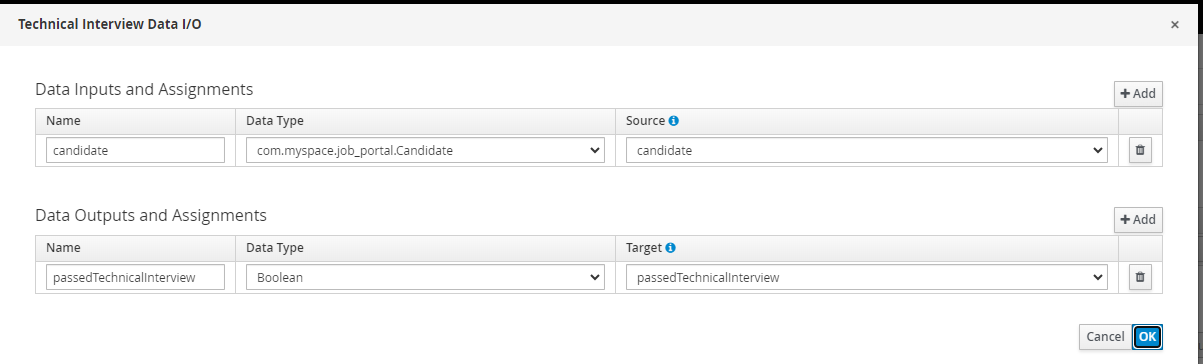 Technical Interview Data I/O ×
Data Inputs and Assignments
+ Add
Name Data Type Source
candidate com.myspace.job_portal.Candidate candidate
Data Outputs and Assignments
+ Add
Name Data Type Target
passedTechnicalInterview Boolean passedTechnicalInterview
Cancel OK